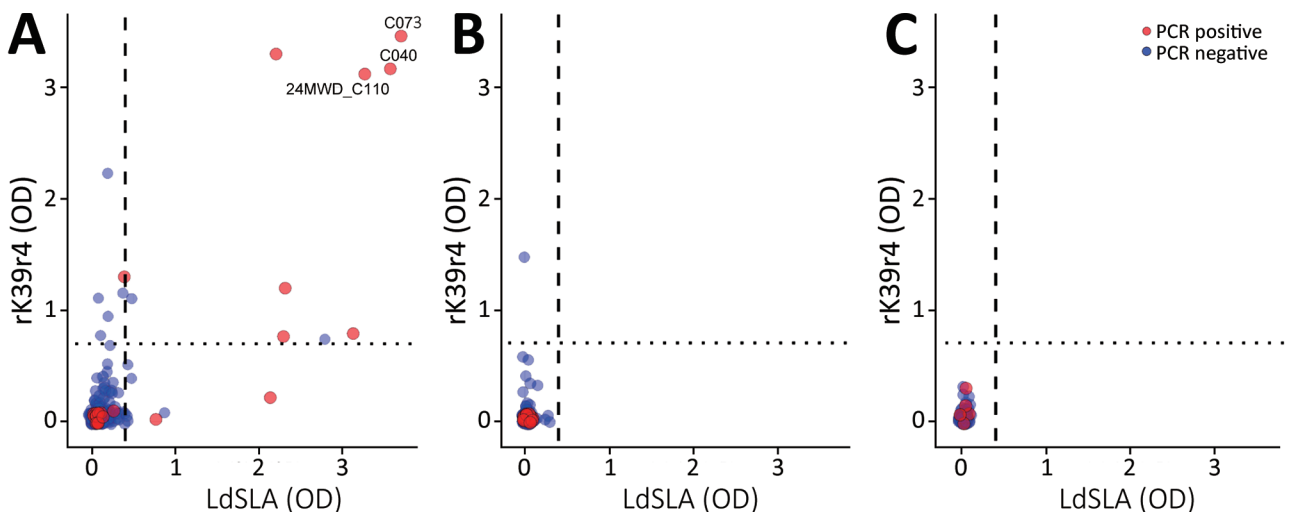 A
rK39r4 (OD)
3
2
1
0
0 1 2 3
LdSLA (OD)
C073
C040
24MWD_C110
B
rK39r4 (OD)
3
2
1
0
0 1 2 3
LdSLA (OD)
C
rK39r4 (OD)
3
2
1
0
0 1 2 3
LdSLA (OD)
PCR positive
PCR negative